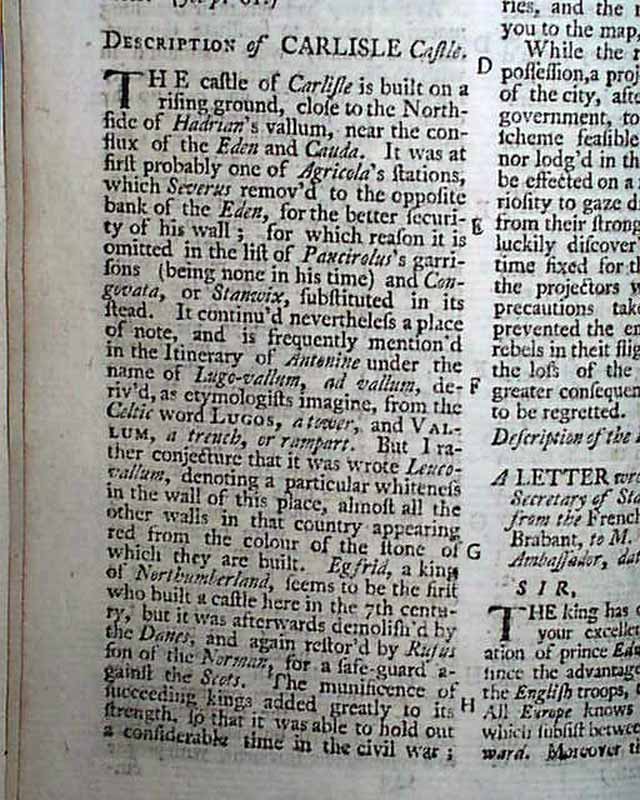 DESCRIPTION of CARLISLE Caſtle.
THE caſtle of Carliſle is built on a
riſing ground, cloſe to the North-
ſide of Hadrian's vallum, near the con-
flux of the Eden and Cauda. It was at
firſt probably one of Agricola's ſtations,
which Severus remov'd to the oppoſite
bank of the Eden, for the better ſecuri-
ty of his wall; for which reaſon it is
omitted in the liſt of Pancirolus's garri-
ſons (being none in his time) and Con-
govata, or Stanwix, ſubſtituted in its
ſtead. It continu'd nevertheleſs a place
of note, and is frequently mention'd
in the Itinerary of Antonine under the
name of Lugo-vallum, ad vallum, de-
riv'd, as etymologiſts imagine, from the
Celtic word LUGOS, a tower, and VAL-
LUM, a trench, or rampart. But I ra-
ther conjecture that it was wrote Leuco-
vallum, denoting a particular whiteneſs
in the wall of this place, almoſt all the
other walls in that country appearing
red from the colour of the ſtone of
which they are built. Egfrid, a king
of Northumberland, ſeems to be the firſt
who built a caſtle here in the 7th centu-
ry, but it was afterwards demoliſh'd by
the Danes, and again reſtor'd by Rufus
ſon of the Norman, for a ſafe-guard a-
gainſt the Scots. The munificence of
ſucceeding kings added greatly to its
ſtrength, ſo that it was able to hold out
a conſiderable time in the civil war;
D
E
F
G
H
ries, and the
you to the map,
While the
poſſeſſion, a proj
of the city, afte
government, to
ſcheme feaſible
nor lodg'd in th
be effected on a
rioſity to gaze d
from their ſtrong
luckily diſcover
time fixed for th
the projectors w
precautions take
prevented the en
rebels in theit flig
the loſs of the
greater conſequen
to be regretted.
Deſcription of the
A LETTER wro
Secretary of Sta
from the French
Brabant, to M.
Ambaſſador, dat
SIR,
THE king has
your excellen
ation of prince Edw
ſince the advantage
the Engliſh troops,
All Europe knows
which ſubſiſt betwee
ward. Moreover